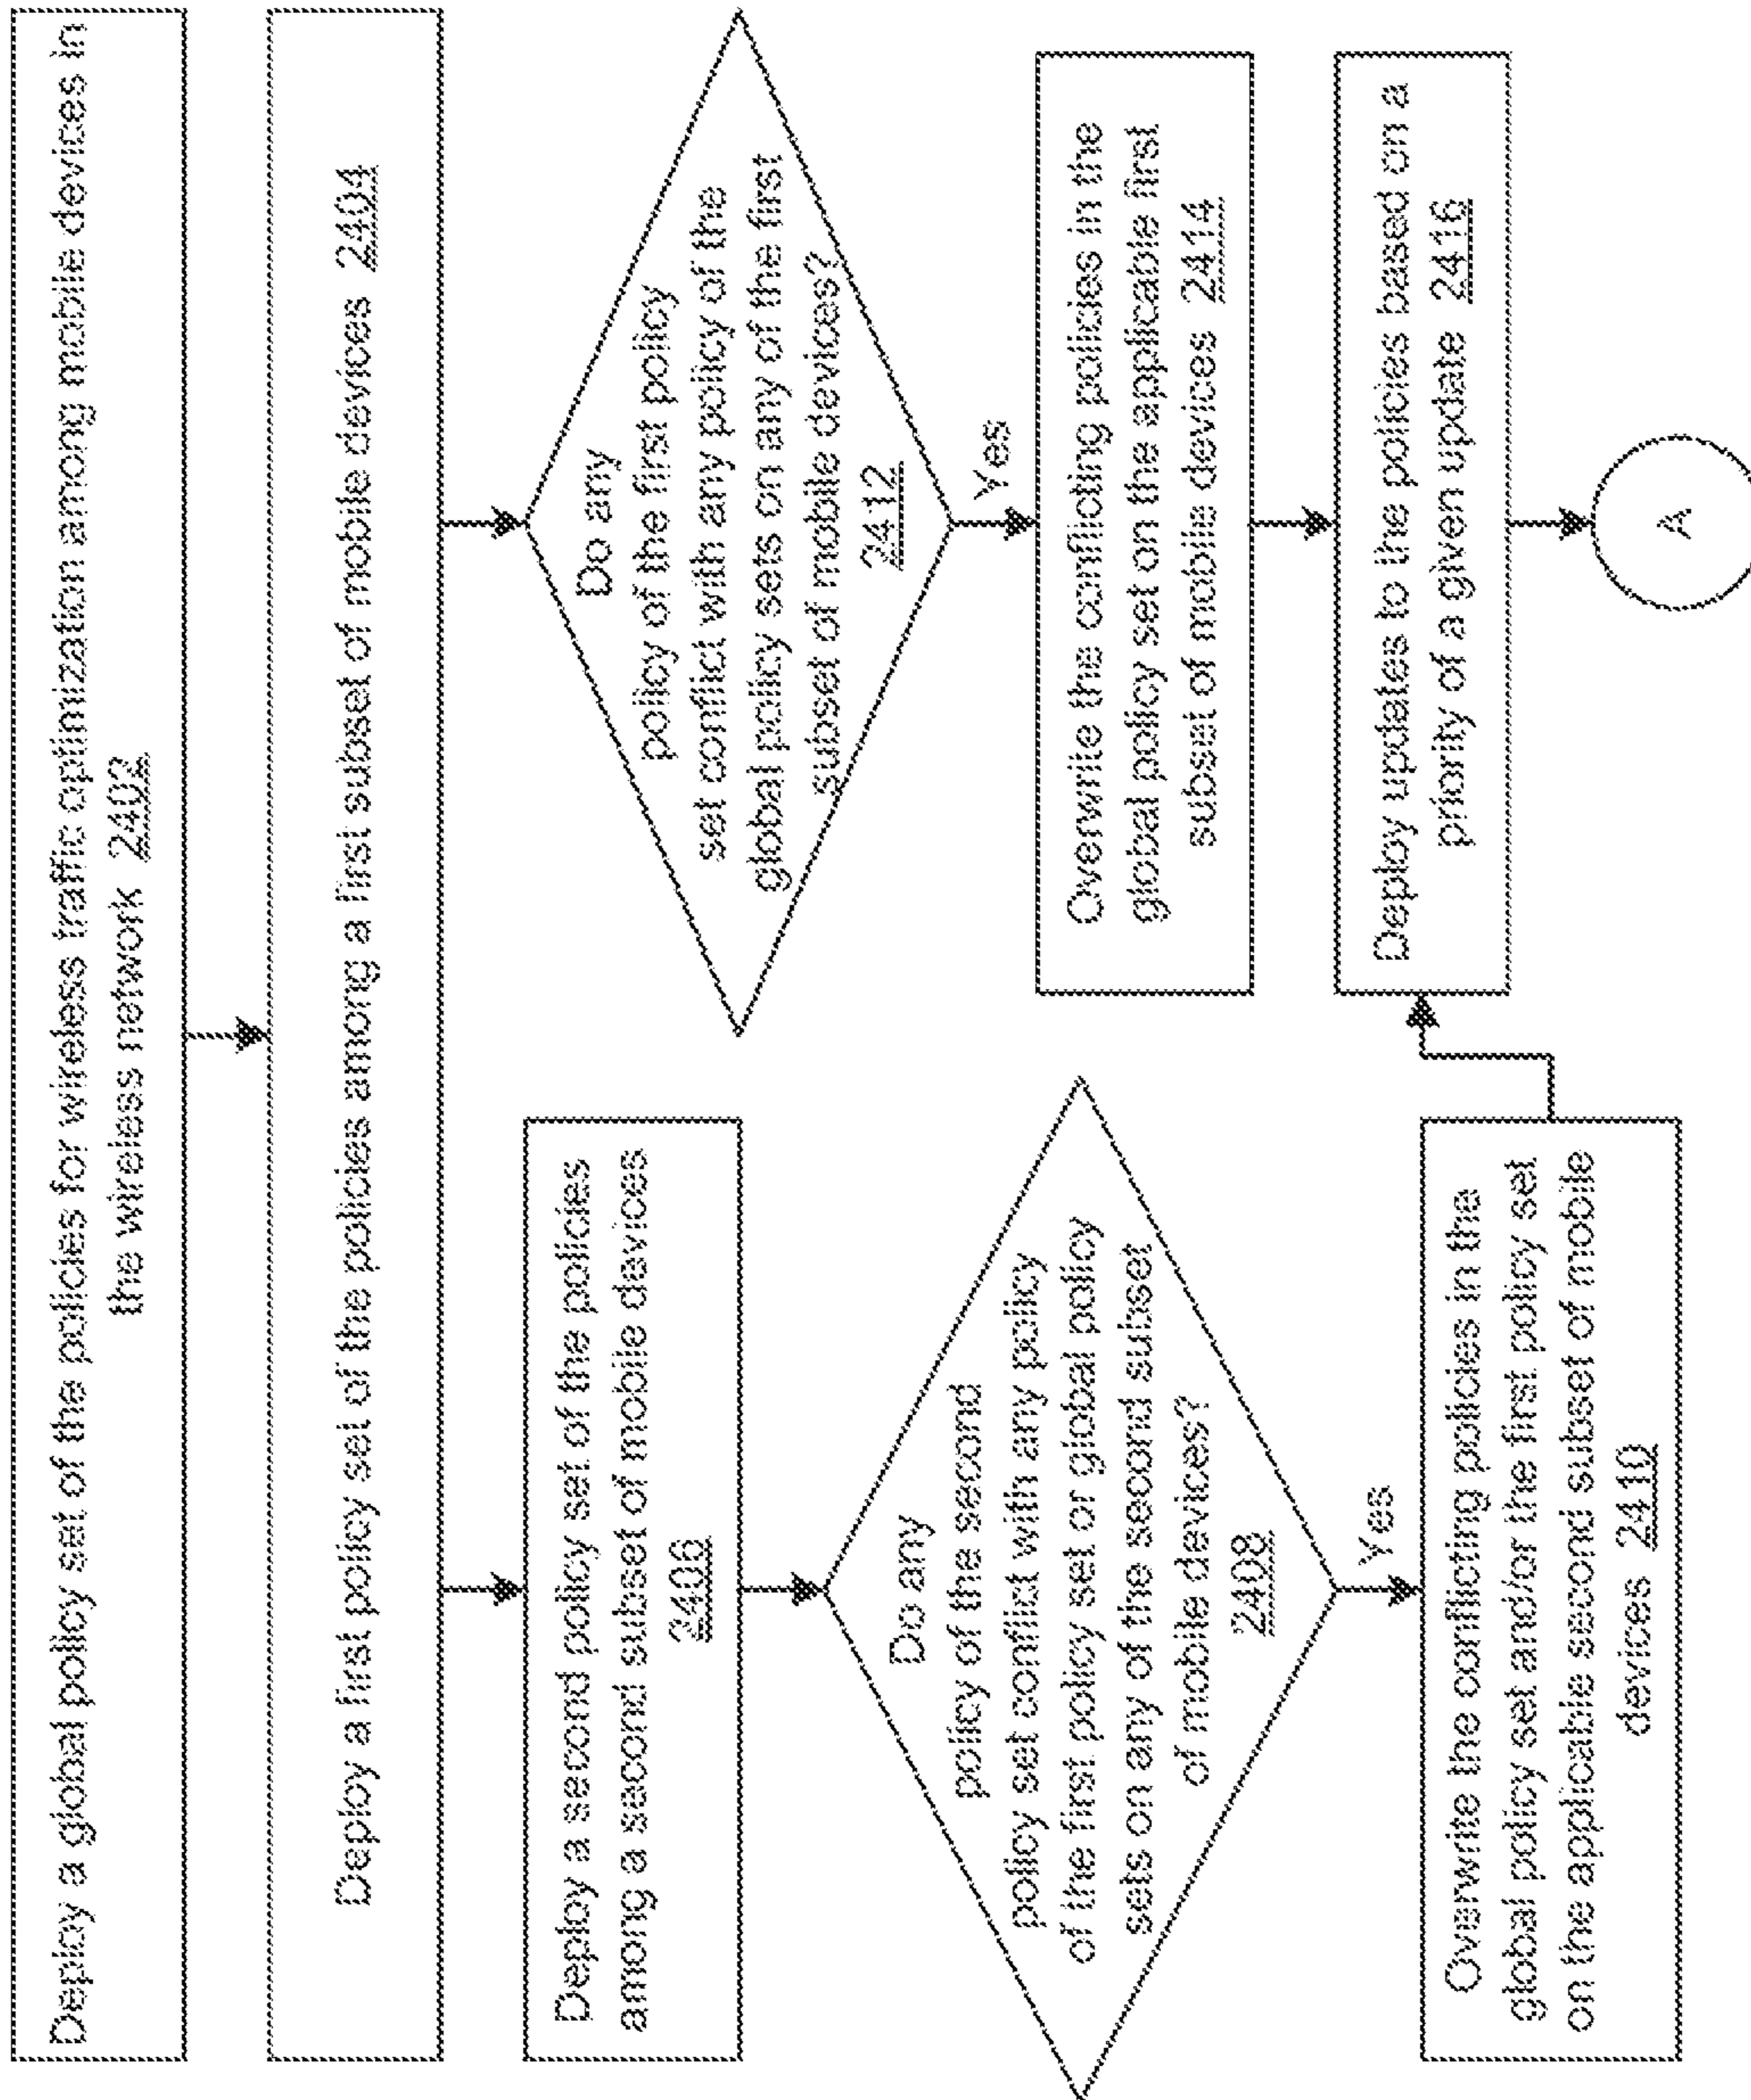 Deploy a global policy set of the policies for wireless traffic optimization among mobile devices in
the wireless network 2402
Deploy a first policy set of the policies among a first subset of mobile devices 2404
Deploy a second policy set of the policies
among a second subset of mobile devices
2406
Do any
policy of the second
policy set conflict with any policy
of the first policy set or global policy
sets on any of the second subset
of mobile devices?
2408
Yes
Overwrite the conflicting policies in the
global policy set and/or the first policy set
on the applicable second subset of mobile
devices 2410
Do any
policy of the first policy
set conflict with any policy of the
global policy sets on any of the first
subset of mobile devices?
2412
Yes
Overwrite the conflicting policies in the
global policy set on the applicable first
subset of mobile devices 2414
Deploy updates to the policies based on a
priority of a given update 2416
A